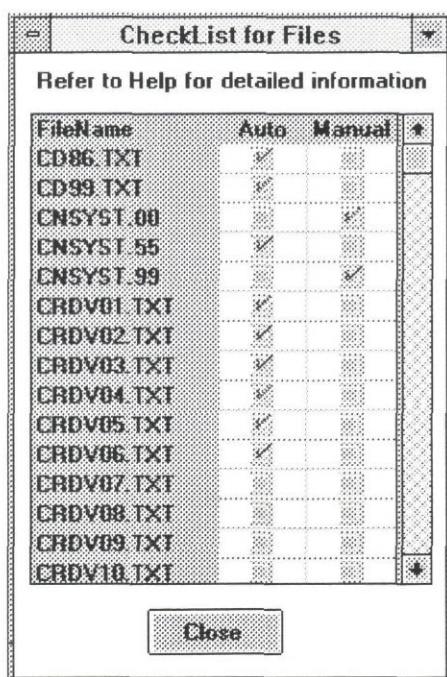 CheckList for Files
Refer to Help for detailed information
FileName Auto Manual
CD86.TXT
CD99.TXT
CNSYST.00
CNSYST.55
CNSYST.99
CRDV01.TXT
CRDV02.TXT
CRDV03.TXT
CRDV04.TXT
CRDV05.TXT
CRDV06.TXT
CRDV07.TXT
CRDV08.TXT
CRDV09.TXT
CRDV10.TXT
Close